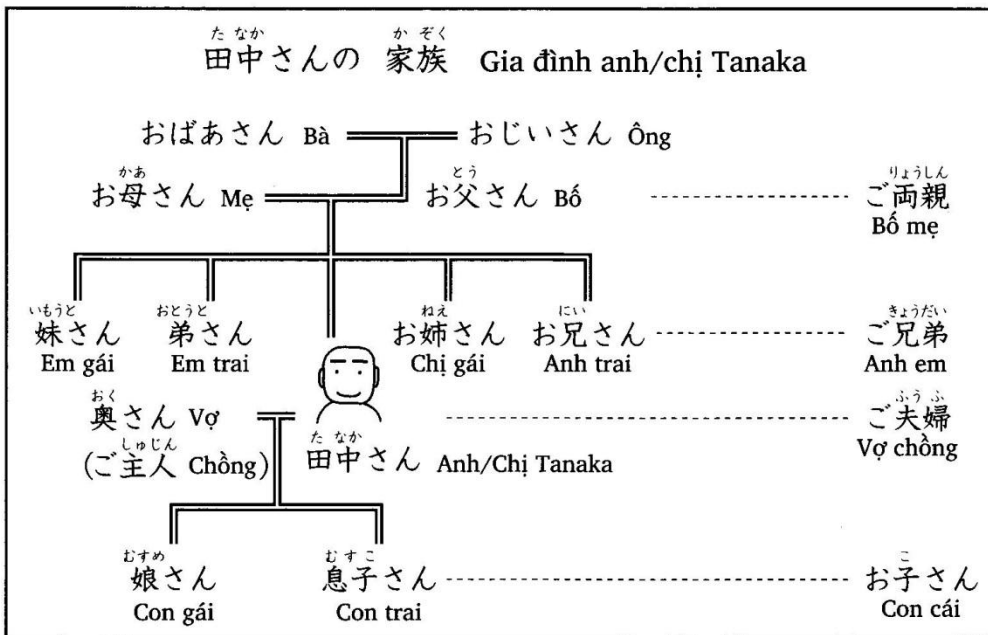 た なか か ぞく
田中さんの 家族 Gia đình anh/chị Tanaka
おばあさん Bà おじいさん Ông
かあ とう りょうしん
お母さん Mẹ お父さん Bố ご両親
Bố mẹ
いもうと おとうと ねえ にい きょうだい
妹さん 弟さん お姉さん お兄さん ご兄弟
Em gái Em trai Chị gái Anh trai Anh em
おく ふう ふ
奥さん Vợ ご夫婦
しゅじん た なか Vợ chồng
(ご主人 Chồng) 田中さん Anh/Chị Tanaka
むすめ むすこ こ
娘さん 息子さん お子さん
Con gái Con trai Con cái